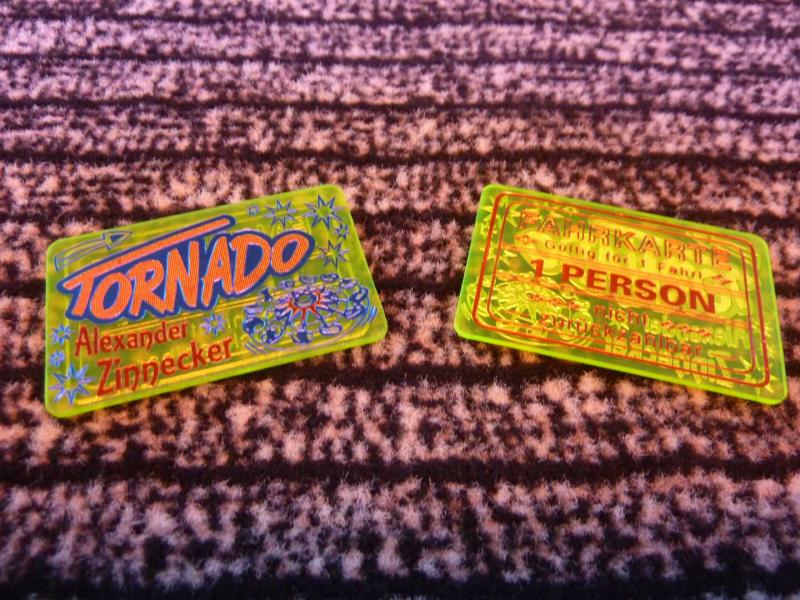 TORNADO
Alexander
Zinnecker
FAHRKARTE
Gültig für 1 Fahrt
1 PERSON
nicht
zurückzahlbar